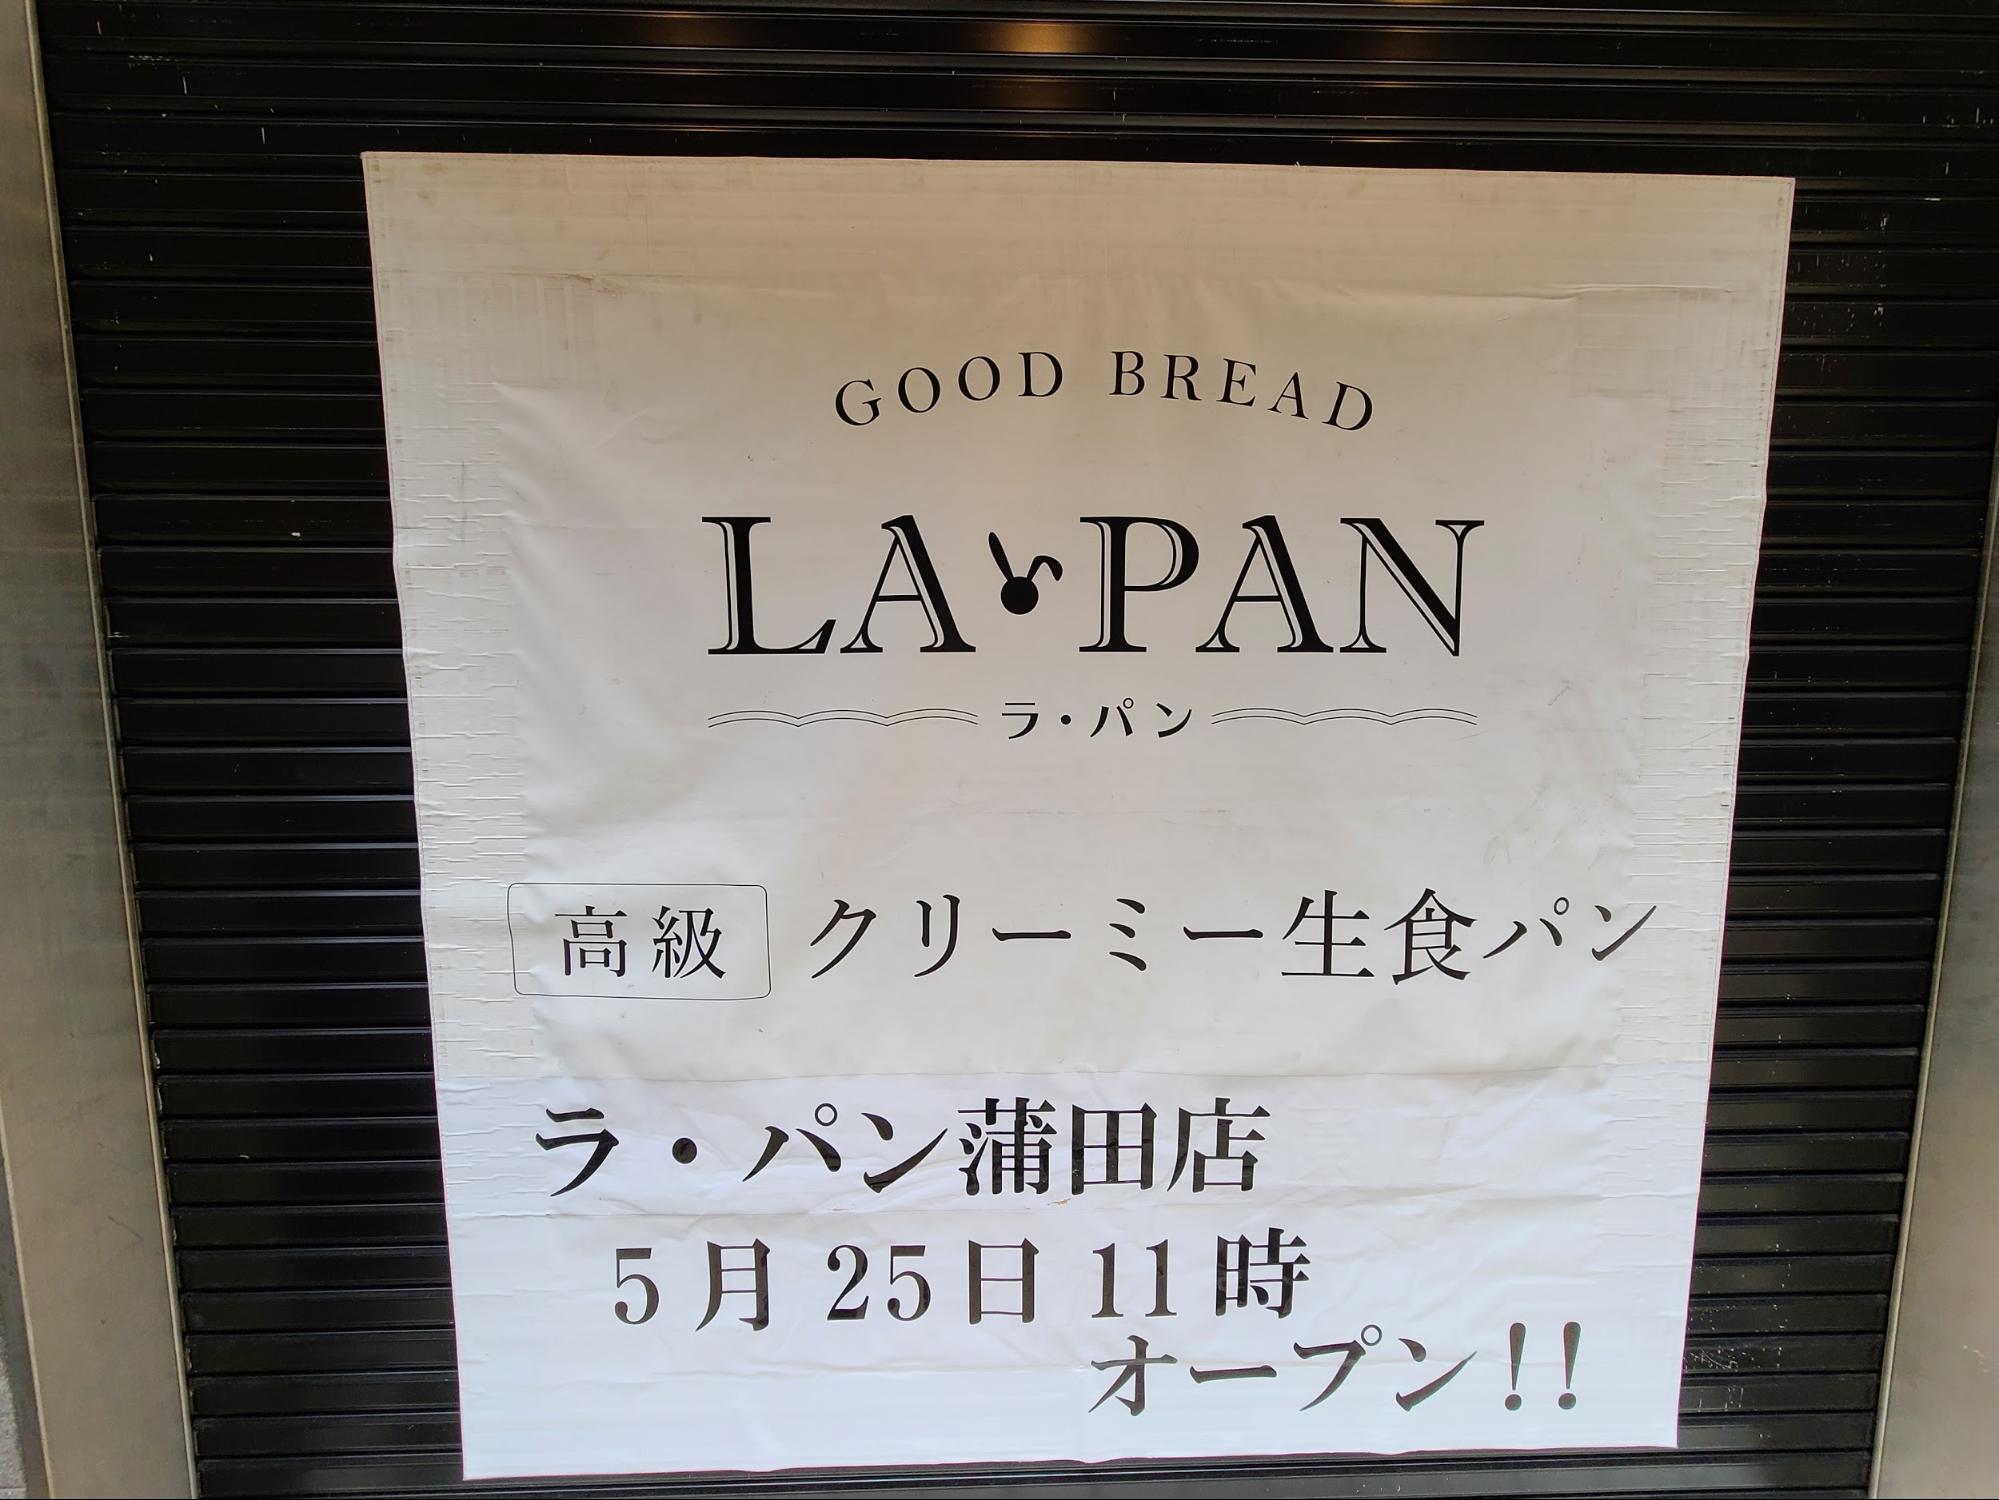 GOOD BREAD
LA PAN
ラ・パン
高級 クリーミー生食パン
ラ・パン蒲田店
5月25日11時
オープン!!